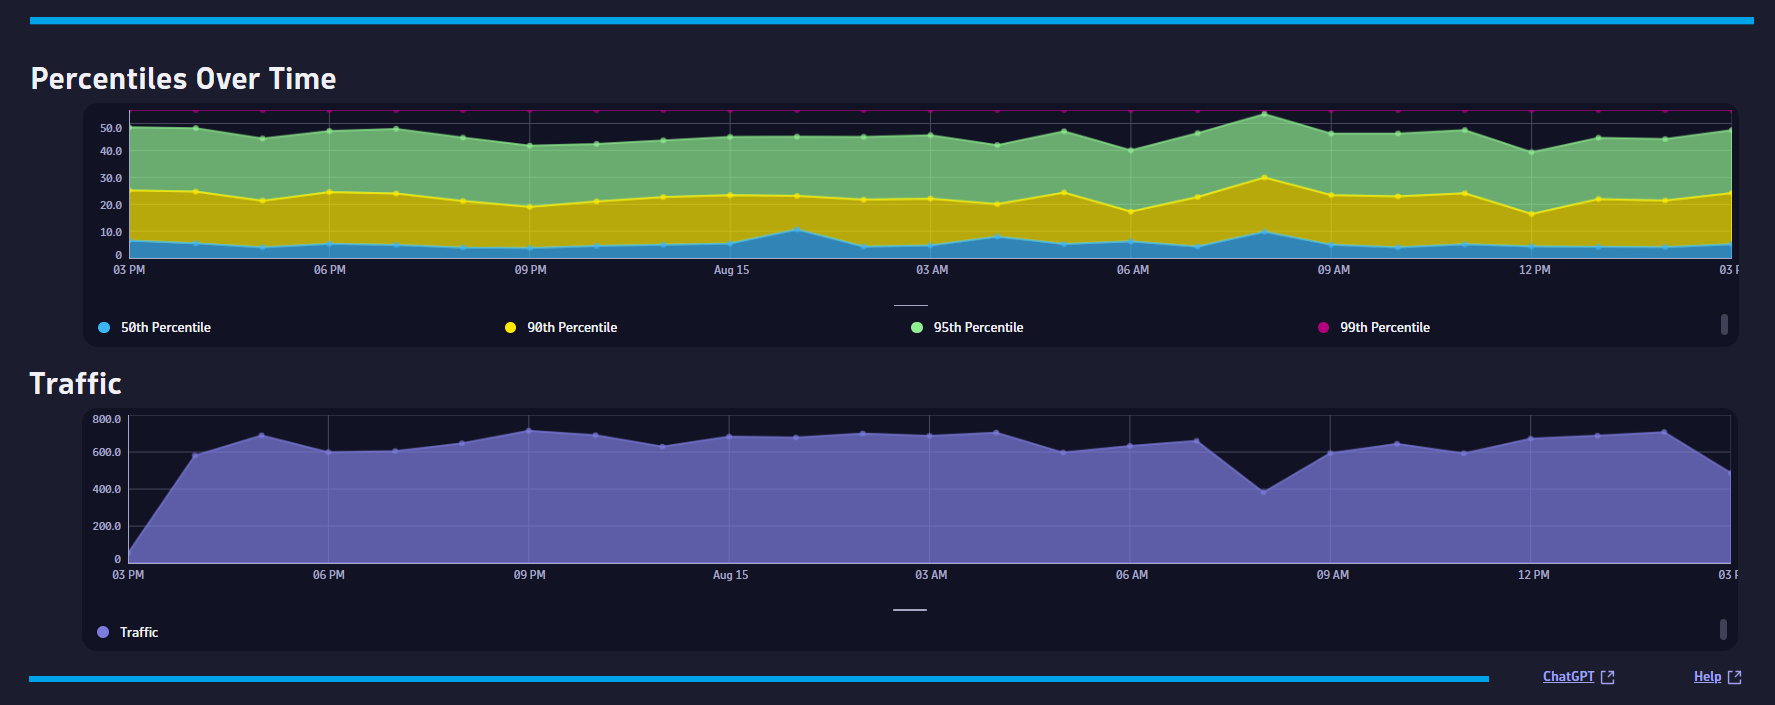 Percentiles Over Time
50.0
40.0
30.0
20.0
10.0
0
03 PM 06 PM 09 PM Aug 15 03 AM 06 AM 09 AM 12 PM 03 P
50th Percentile 90th Percentile 95th Percentile 99th Percentile
Traffic
800.0
600.0
400.0
200.0
0
03 PM 06 PM 09 PM Aug 15 03 AM 06 AM 09 AM 12 PM 03 P
Traffic
ChatGPT Help